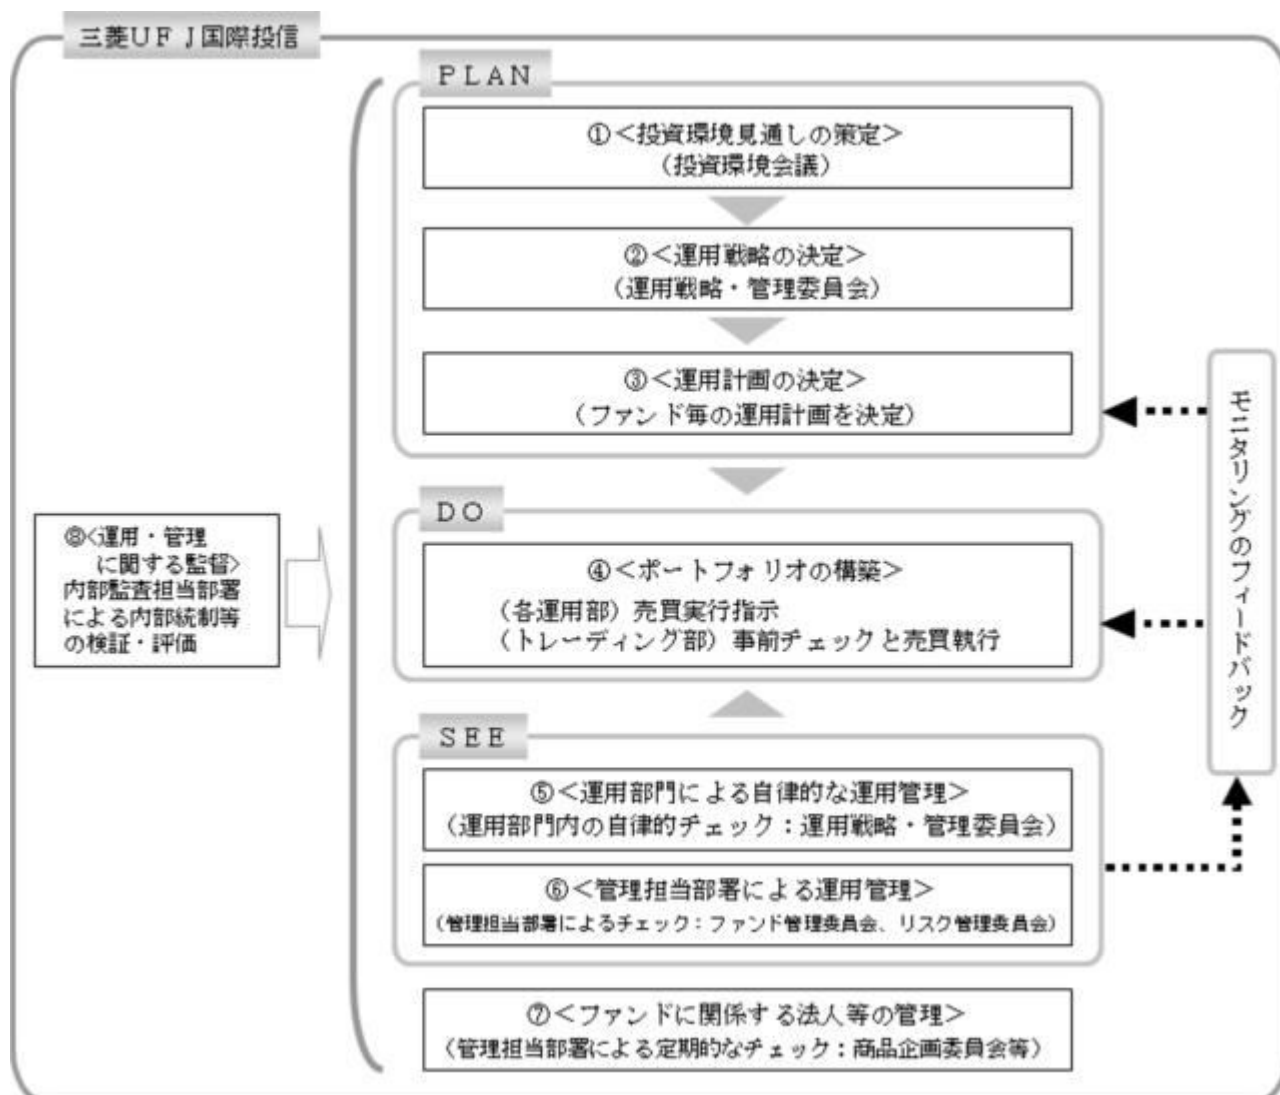 三菱UFJ国際投信
PLAN
①<投資環境見通しの策定>
(投資環境会議)
②<運用戦略の決定>
(運用戦略・管理委員会)
③<運用計画の決定>
(ファンド毎の運用計画を決定)
DO
④<ポートフォリオの構築>
(各運用部)売買実行指示
(トレーディング部)事前チェックと売買執行
SEE
⑤<運用部門による自律的な運用管理>
(運用部門内の自律的チェック:運用戦略・管理委員会)
⑥<管理担当部署による運用管理>
(管理担当部署によるチェック:ファンド管理委員会、リスク管理委員会)
⑦<ファンドに関係する法人等の管理>
(管理担当部署による定期的なチェック:商品企画委員会等)
⑧<運用・管理
に関する監督>
内部監査担当部署
による内部統制等
の検証・評価
モニタリングのフィードバック